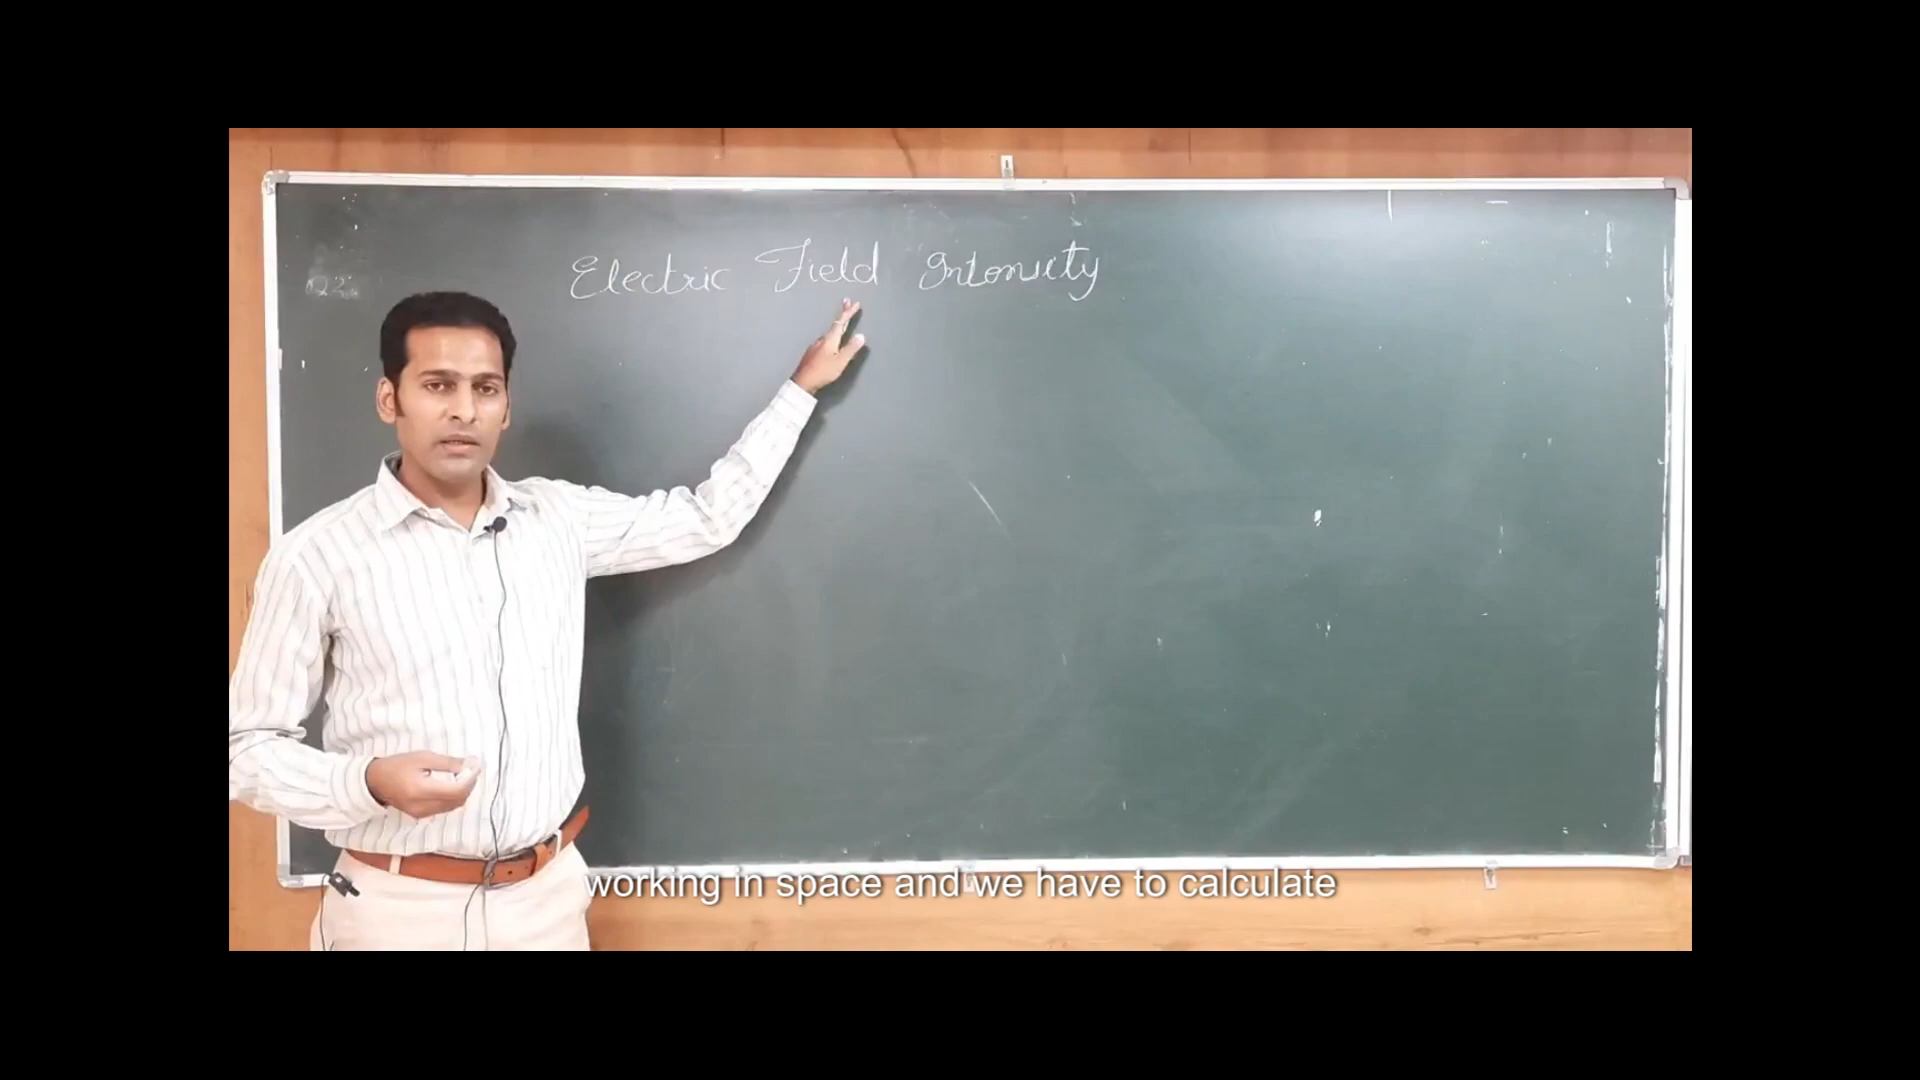 Electric Field Intensity
working in space and we have to calculate